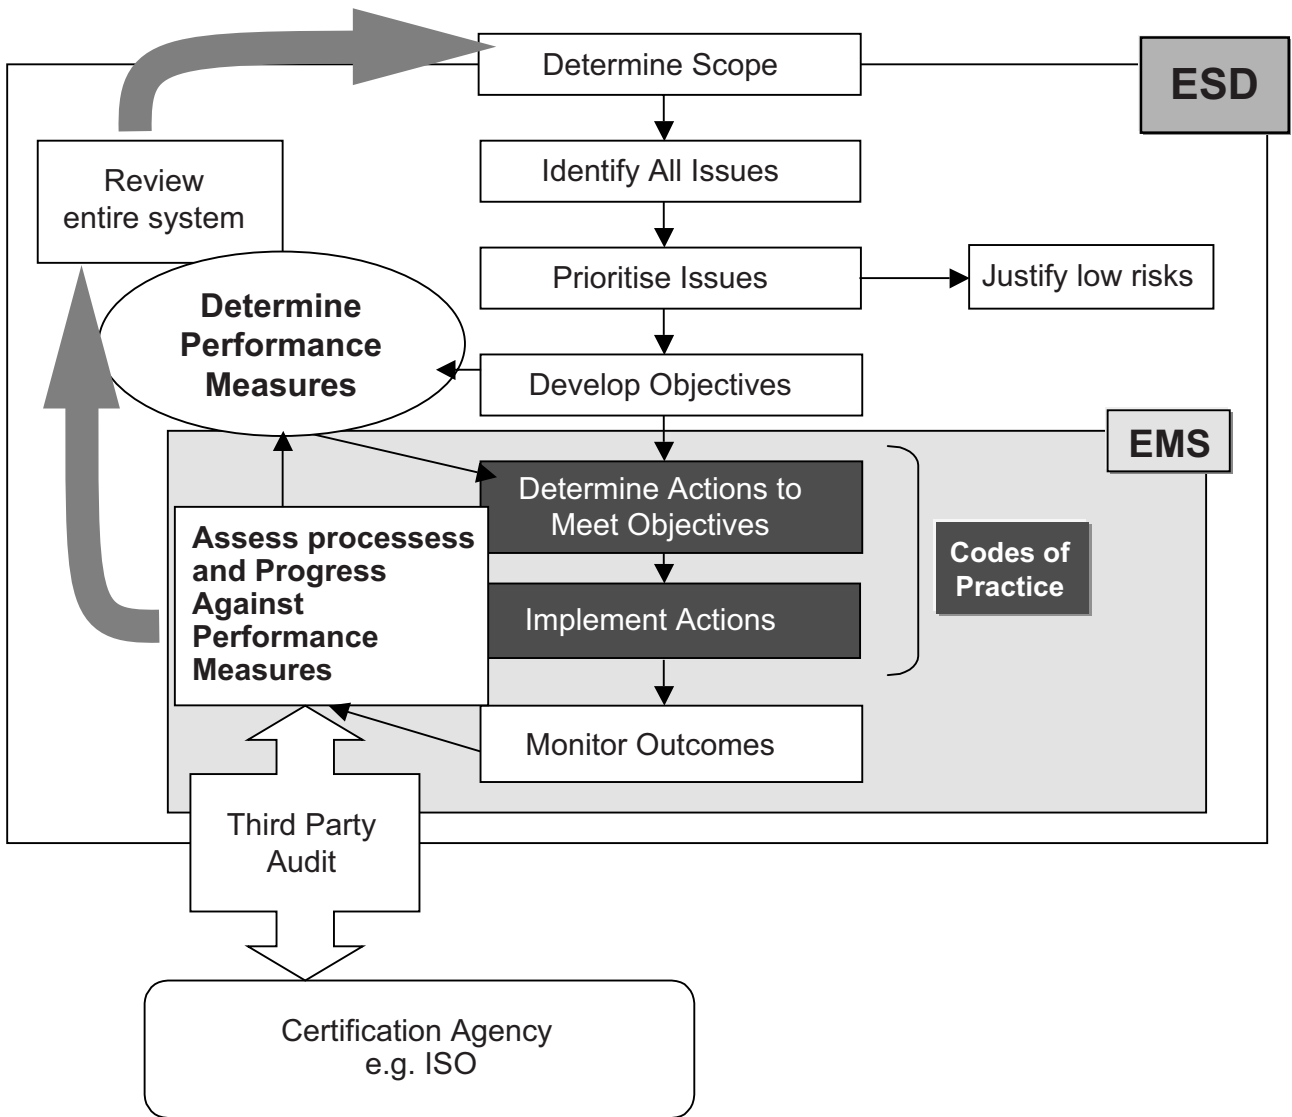 Determine Scope
ESD
Identify All Issues
Review
entire system
Prioritise Issues
Justify low risks
Determine
Performance
Measures
Develop Objectives
EMS
Determine Actions to
Meet Objectives
Assess processess
and Progress
Against
Performance
Measures
Codes of
Practice
Implement Actions
Monitor Outcomes
Third Party
Audit
Certification Agency
e.g. ISO